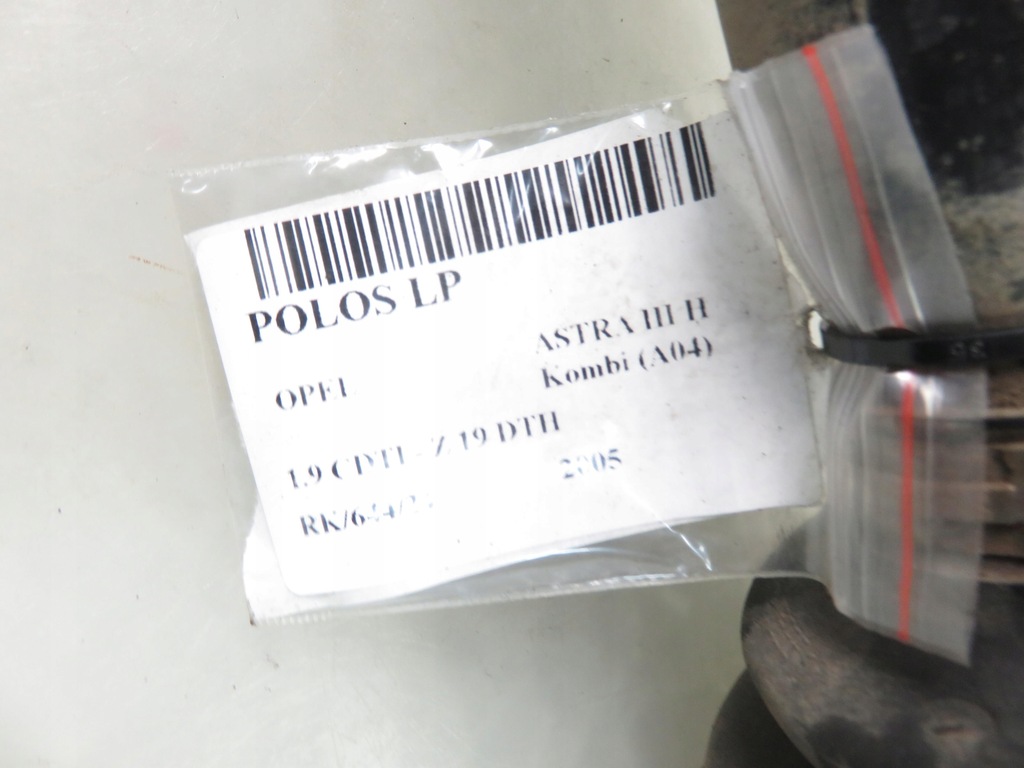 POLOS LP
ASTRA III H
OPEL Kombi (A04)
1.9 CDTI - Z 19 DTH
2005